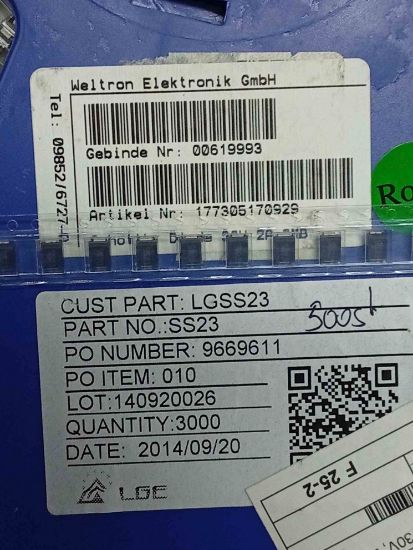 Weltron Elektronik GmbH
Tel: 09852/6727-0
Gebinde Nr: 00619993
Artikel Nr: 177305170929
Ro
CUST PART: LGSS23
PART NO.:SS23
PO NUMBER: 9669611
PO ITEM: 010
LOT:140920026
QUANTITY:3000
DATE: 2014/09/20
LGE
F 25-2